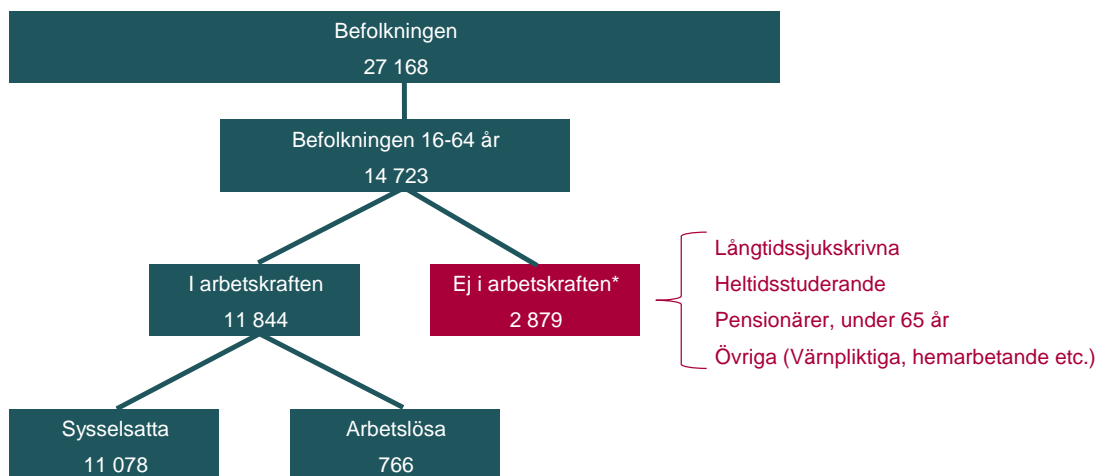 Befolkningen
27 168
Befolkningen 16-64 år
14 723
I arbetskraften
11 844
Ej i arbetskraften*
2 879
Långtidssjukskrivna
Heltidsstuderande
Pensionärer, under 65 år
Övriga (Värnpliktiga, hemarbetande etc.)
Sysselsatta
11 078
Arbetslösa
766